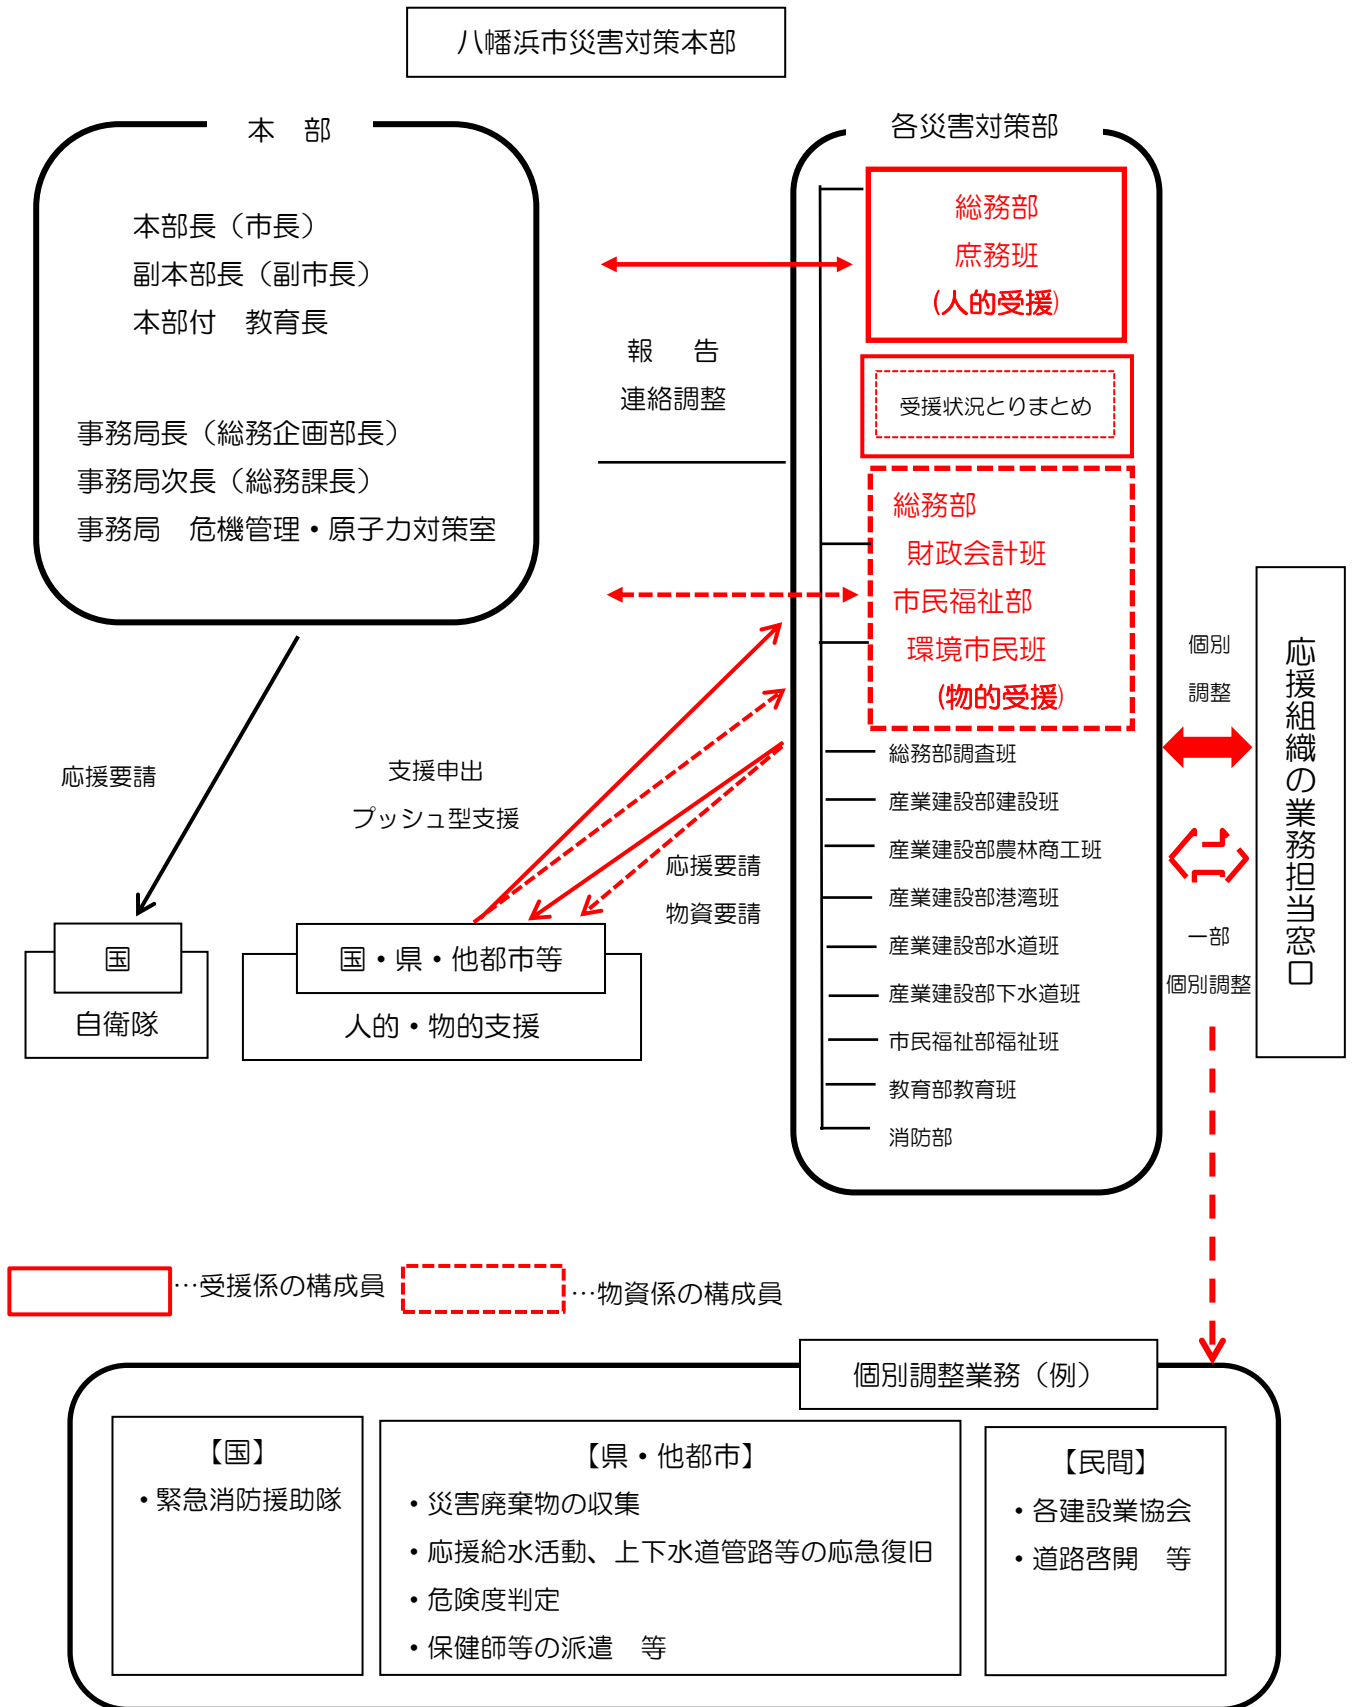 八幡浜市災害対策本部
本　部
本部長（市長）
副本部長（副市長）
本部付　教育長
事務局長（総務企画部長）
事務局次長（総務課長）
事務局　危機管理・原子力対策室
報　告
連絡調整
各災害対策部
総務部
庶務班
(人的受援)
受援状況とりまとめ
総務部
財政会計班
市民福祉部
環境市民班
(物的受援)
総務部調査班
産業建設部建設班
産業建設部農林商工班
産業建設部港湾班
産業建設部水道班
産業建設部下水道班
市民福祉部福祉班
教育部教育班
消防部
個別
調整
一部
個別調整
応援組織の業務担当窓口
応援要請
支援申出
プッシュ型支援
応援要請
物資要請
国
自衛隊
国・県・他都市等
人的・物的支援
…受援係の構成員
…物資係の構成員
個別調整業務（例）
【国】
・緊急消防援助隊
【県・他都市】
・災害廃棄物の収集
・応援給水活動、上下水道管路等の応急復旧
・危険度判定
・保健師等の派遣　等
【民間】
・各建設業協会
・道路啓開　等